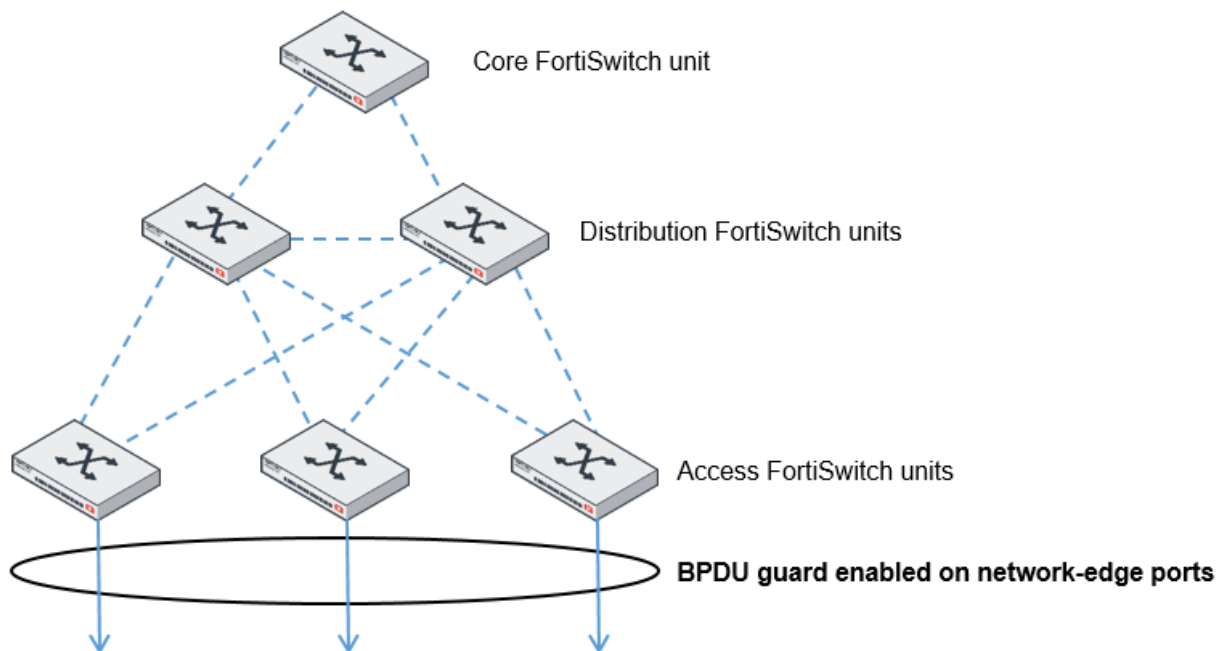 Core FortiSwitch unit
Distribution FortiSwitch units
Access FortiSwitch units
BPDU guard enabled on network-edge ports